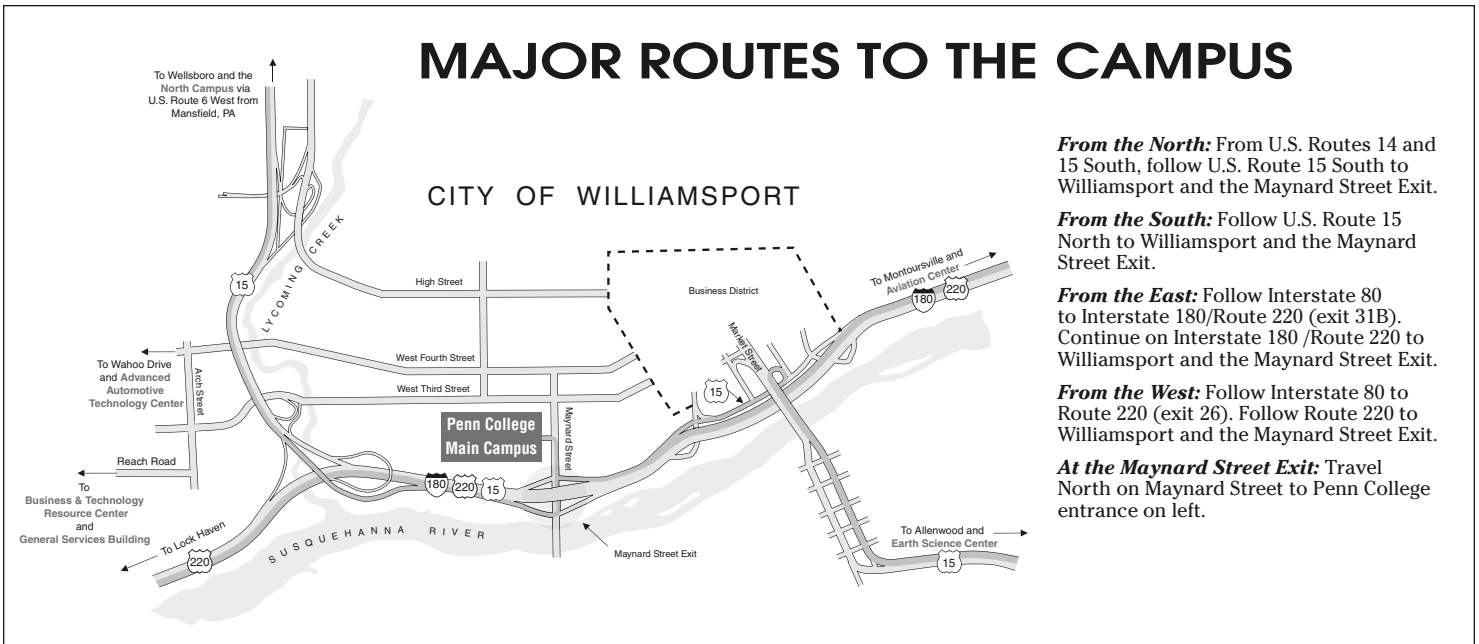 MAJOR ROUTES TO THE CAMPUS
To Wellsboro and the
North Campus via
U.S. Route 6 West from
Mansfield, PA
CITY OF WILLIAMSPORT
LYCOMING CREEK
15
High Street
Business District
To Montoursville and
Aviation Center
180
220
Market Street
West Fourth Street
West Third Street
15
To Wahoo Drive
and Advanced
Automotive
Technology Center
Arch Street
Penn College
Main Campus
Maynard Street
Reach Road
To
Business & Technology
Resource Center
and
General Services Building
180
220
15
SUSQUEHANNA RIVER
To Lock Haven
220
Maynard Street Exit
To Allenwood and
Earth Science Center
15
From the North: From U.S. Routes 14 and
15 South, follow U.S. Route 15 South to
Williamsport and the Maynard Street Exit.
From the South: Follow U.S. Route 15
North to Williamsport and the Maynard
Street Exit.
From the East: Follow Interstate 80
to Interstate 180/Route 220 (exit 31B).
Continue on Interstate 180 /Route 220 to
Williamsport and the Maynard Street Exit.
From the West: Follow Interstate 80 to
Route 220 (exit 26). Follow Route 220 to
Williamsport and the Maynard Street Exit.
At the Maynard Street Exit: Travel
North on Maynard Street to Penn College
entrance on left.